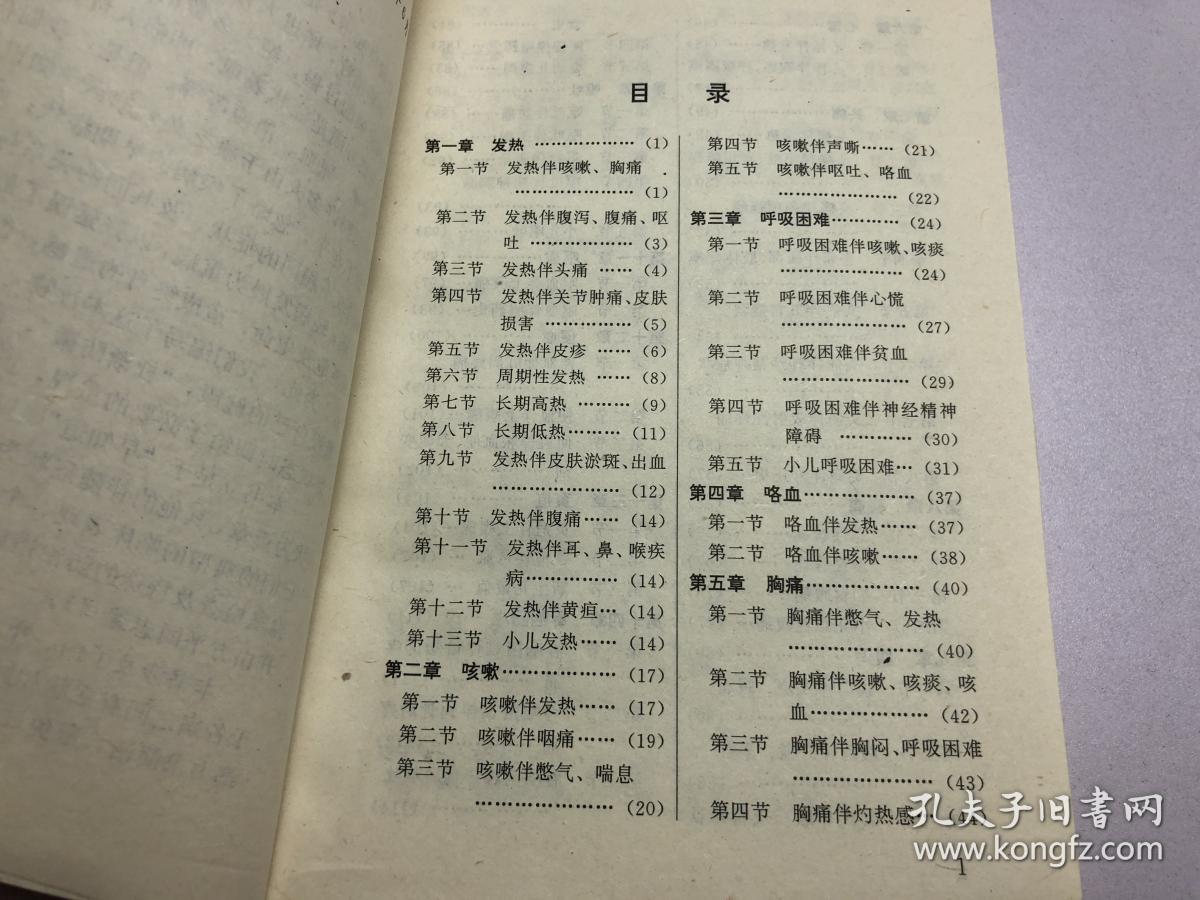 目 录
第一章 发热 ………………（1）
第一节 发热伴咳嗽、胸痛
…………………（1）
第二节 发热伴腹泻、腹痛、呕
吐 ………………（3）
第三节 发热伴头痛 ……（4）
第四节 发热伴关节肿痛、皮肤
损害 ……………（5）
第五节 发热伴皮疹 ……（6）
第六节 周期性发热 ……（8）
第七节 长期高热 ………（9）
第八节 长期低热………（11）
第九节 发热伴皮肤淤斑、出血
…………………（12）
第十节 发热伴腹痛……（14）
第十一节 发热伴耳、鼻、喉疾
病……………（14）
第十二节 发热伴黄疸…（14）
第十三节 小儿发热……（14）
第二章 咳嗽………………（17）
第一节 咳嗽伴发热……（17）
第二节 咳嗽伴咽痛……（19）
第三节 咳嗽伴憋气、喘息
…………………（20）
第四节 咳嗽伴声嘶……（21）
第五节 咳嗽伴呕吐、咯血
…………………（22）
第三章 呼吸困难…………（24）
第一节 呼吸困难伴咳嗽、咳痰
…………………（24）
第二节 呼吸困难伴心慌
…………………（27）
第三节 呼吸困难伴贫血
…………………（29）
第四节 呼吸困难伴神经精神
障碍 …………（30）
第五节 小儿呼吸困难…（31）
第四章 咯血………………（37）
第一节 咯血伴发热……（37）
第二节 咯血伴咳嗽……（38）
第五章 胸痛………………（40）
第一节 胸痛伴憋气、发热
…………………（40）
第二节 胸痛伴咳嗽、咳痰、咳
血………………（42）
第三节 胸痛伴胸闷、呼吸困难
…………………（43）
第四节 胸痛伴灼热感…（44）
1
孔夫子旧书网
www.kongfz.com